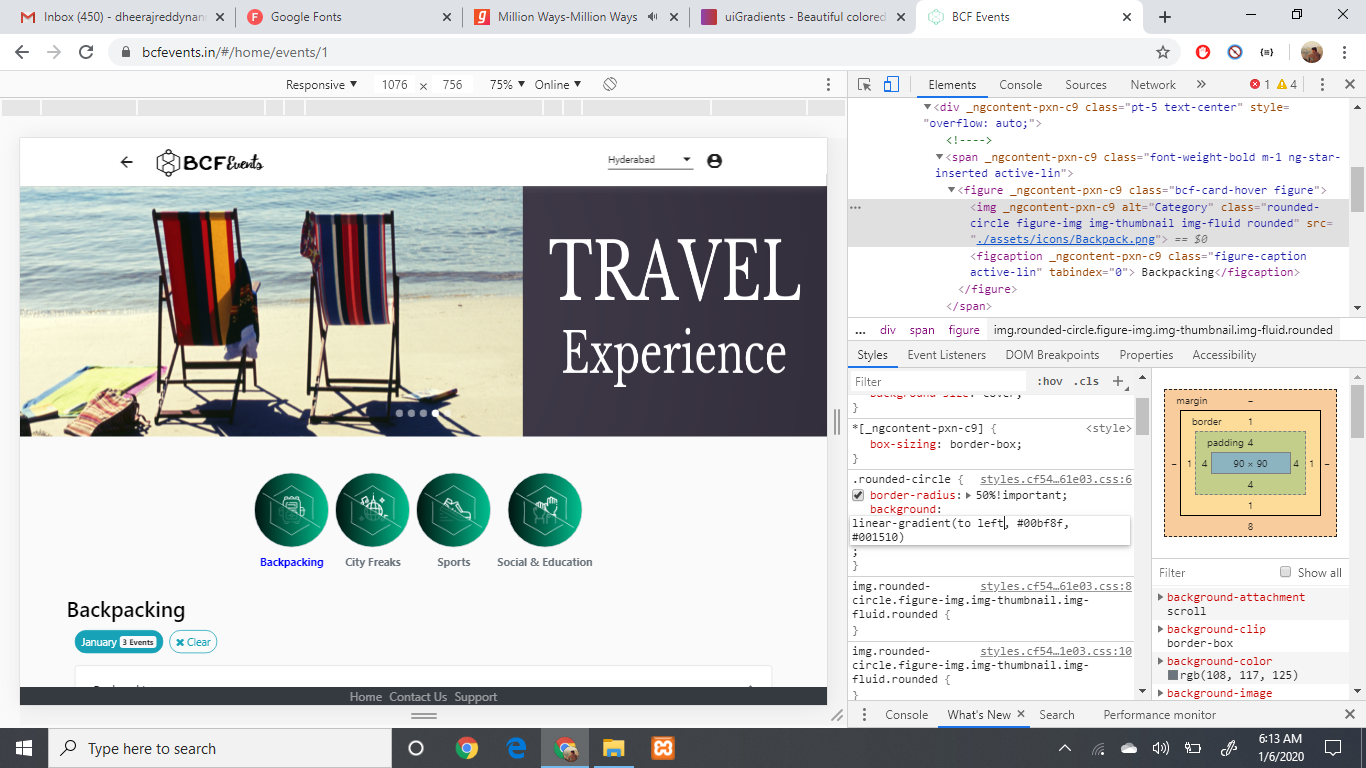 Inbox (450) - dheerajreddynan
Google Fonts
Million Ways-Million Ways
uiGradients - Beautiful colored
BCF Events
bcfevents.in/#/home/events/1
Responsive ▼ 1076 × 756 75% ▼ Online ▼
Elements Console Sources Network » 1 4
▼<div _ngcontent-pxn-c9 class="pt-5 text-center" style=
"overflow: auto;">
<!---->
▼<span _ngcontent-pxn-c9 class="font-weight-bold m-1 ng-star-
inserted active-lin">
▼<figure _ngcontent-pxn-c9 class="bcf-card-hover figure">
… <img _ngcontent-pxn-c9 alt="Category" class="rounded-
circle figure-img img-thumbnail img-fluid rounded" src=
"./assets/icons/Backpack.png"> == $0
<figcaption _ngcontent-pxn-c9 class="figure-caption
active-lin" tabindex="0"> Backpacking</figcaption>
</figure>
</span>
... div span figure img.rounded-circle.figure-img.img-thumbnail.img-fluid.rounded
Styles Event Listeners DOM Breakpoints Properties Accessibility
Filter :hov .cls +
background-size: cover;
}
*[_ngcontent-pxn-c9] { <style>
box-sizing: border-box;
}
.rounded-circle { styles.cf54…61e03.css:6
border-radius: ▶ 50%!important;
background:
linear-gradient(to left, #00bf8f,
#001510)
;
}
img.rounded- styles.cf54…61e03.css:8
circle.figure-img.img-thumbnail.img-
fluid.rounded {
}
img.rounded- styles.cf54…1e03.css:10
circle.figure-img.img-thumbnail.img-
fluid.rounded {
}
margin –
border 1
padding 4
– 1 4 90 × 90 4 1 –
4
1
8
Filter Show all
background-attachment
scroll
background-clip
border-box
background-color
rgb(108, 117, 125)
background-image
Console What's New × Search Performance monitor
BCF Events
Hyderabad
TRAVEL
Experience
Backpacking City Freaks Sports Social & Education
Backpacking
January 3 Events ✖ Clear
Home Contact Us Support
Type here to search
6:13 AM
1/6/2020